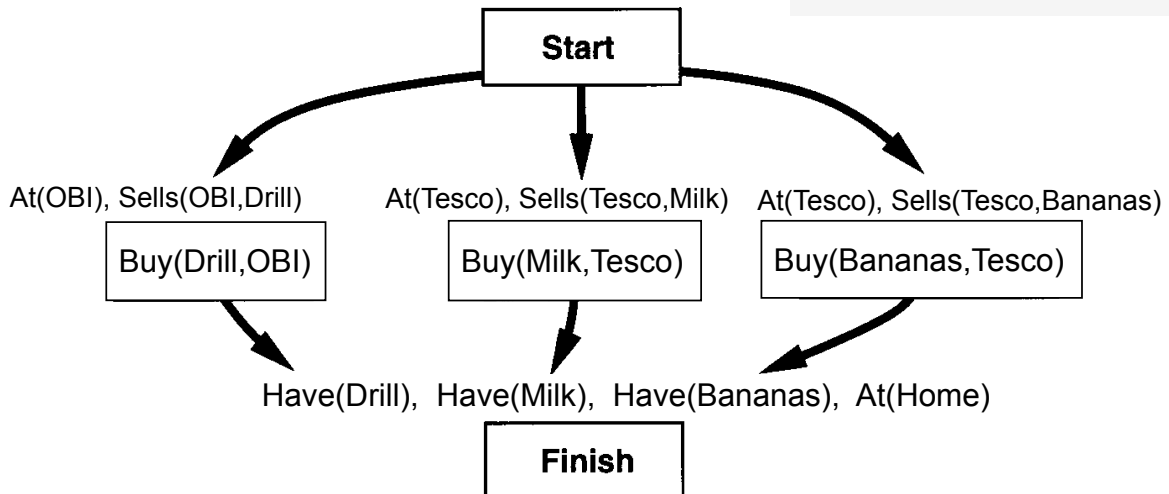 Start
At(OBI), Sells(OBI,Drill)
At(Tesco), Sells(Tesco,Milk)
At(Tesco), Sells(Tesco,Bananas)
Buy(Drill,OBI)
Buy(Milk,Tesco)
Buy(Bananas,Tesco)
Have(Drill), Have(Milk), Have(Bananas), At(Home)
Finish